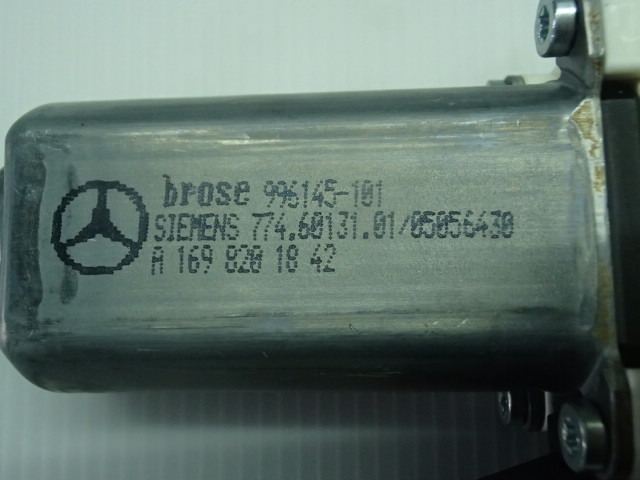 brose 996145-101
SIEMENS 774.60131.01/05056430
A 169 820 18 42